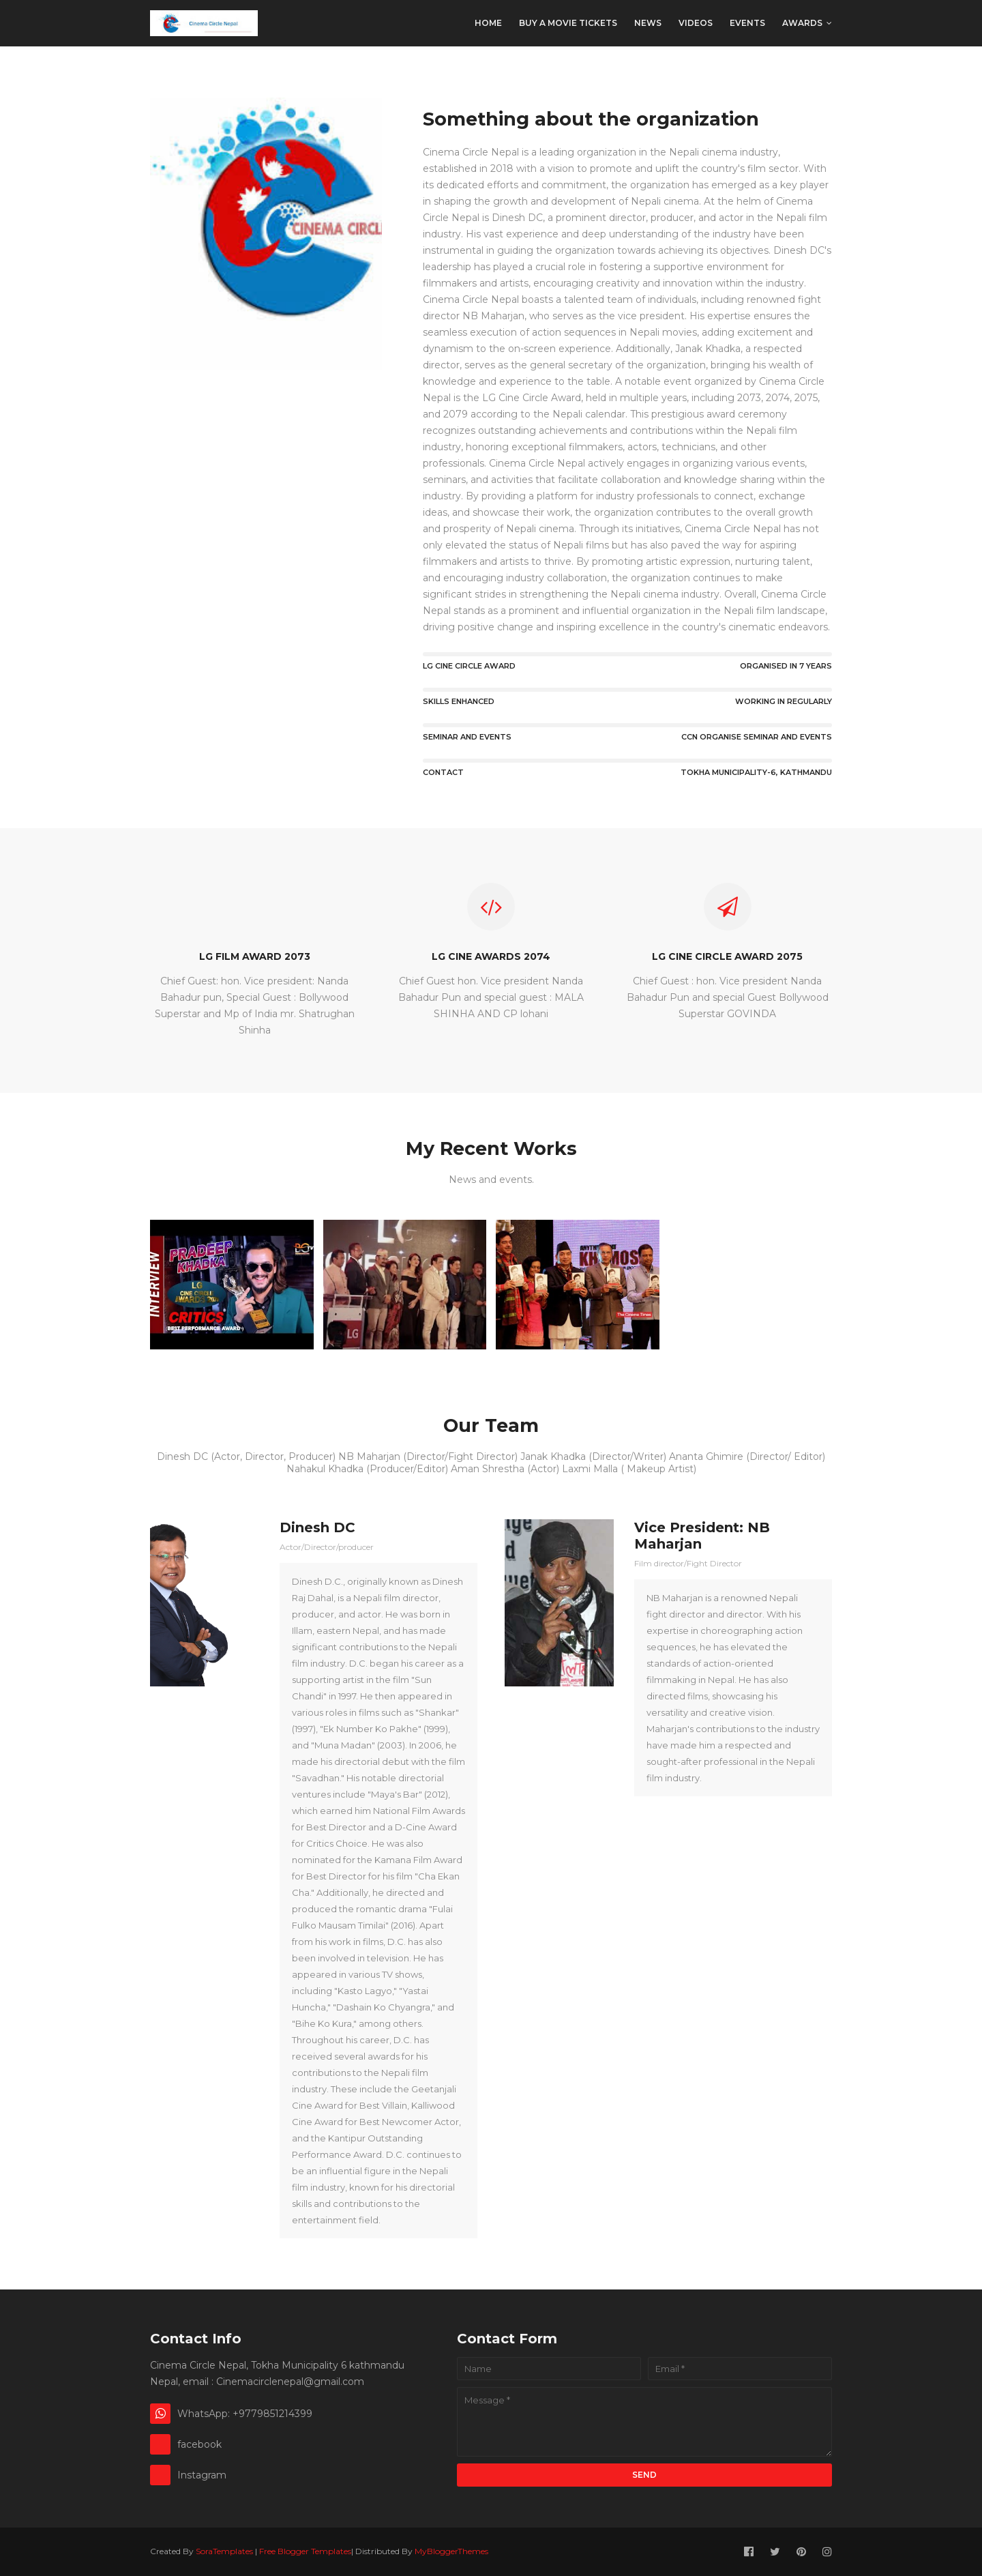 Cinema Circle Nepal
HOME
BUY A MOVIE TICKETS
NEWS
VIDEOS
EVENTS
AWARDS
CINEMA CIRCL
Something about the organization
Cinema Circle Nepal is a leading organization in the Nepali cinema industry,
established in 2018 with a vision to promote and uplift the country's film sector. With
its dedicated efforts and commitment, the organization has emerged as a key player
in shaping the growth and development of Nepali cinema. At the helm of Cinema
Circle Nepal is Dinesh DC, a prominent director, producer, and actor in the Nepali film
industry. His vast experience and deep understanding of the industry have been
instrumental in guiding the organization towards achieving its objectives. Dinesh DC's
leadership has played a crucial role in fostering a supportive environment for
filmmakers and artists, encouraging creativity and innovation within the industry.
Cinema Circle Nepal boasts a talented team of individuals, including renowned fight
director NB Maharjan, who serves as the vice president. His expertise ensures the
seamless execution of action sequences in Nepali movies, adding excitement and
dynamism to the on-screen experience. Additionally, Janak Khadka, a respected
director, serves as the general secretary of the organization, bringing his wealth of
knowledge and experience to the table. A notable event organized by Cinema Circle
Nepal is the LG Cine Circle Award, held in multiple years, including 2073, 2074, 2075,
and 2079 according to the Nepali calendar. This prestigious award ceremony
recognizes outstanding achievements and contributions within the Nepali film
industry, honoring exceptional filmmakers, actors, technicians, and other
professionals. Cinema Circle Nepal actively engages in organizing various events,
seminars, and activities that facilitate collaboration and knowledge sharing within the
industry. By providing a platform for industry professionals to connect, exchange
ideas, and showcase their work, the organization contributes to the overall growth
and prosperity of Nepali cinema. Through its initiatives, Cinema Circle Nepal has not
only elevated the status of Nepali films but has also paved the way for aspiring
filmmakers and artists to thrive. By promoting artistic expression, nurturing talent,
and encouraging industry collaboration, the organization continues to make
significant strides in strengthening the Nepali cinema industry. Overall, Cinema Circle
Nepal stands as a prominent and influential organization in the Nepali film landscape,
driving positive change and inspiring excellence in the country's cinematic endeavors.
LG CINE CIRCLE AWARD
ORGANISED IN 7 YEARS
SKILLS ENHANCED
WORKING IN REGULARLY
SEMINAR AND EVENTS
CCN ORGANISE SEMINAR AND EVENTS
CONTACT
TOKHA MUNICIPALITY-6, KATHMANDU
LG FILM AWARD 2073
Chief Guest: hon. Vice president: Nanda
Bahadur pun, Special Guest : Bollywood
Superstar and Mp of India mr. Shatrughan
Shinha
LG CINE AWARDS 2074
Chief Guest hon. Vice president Nanda
Bahadur Pun and special guest : MALA
SHINHA AND CP lohani
LG CINE CIRCLE AWARD 2075
Chief Guest : hon. Vice president Nanda
Bahadur Pun and special Guest Bollywood
Superstar GOVINDA
My Recent Works
News and events.
INTERVIEW
PRADEEP
KHADKA
LG
CINE CIRCLE
CRITICS
BEST PERFORMANCE AWARD
LG
LG
The Cinema Times
Our Team
Dinesh DC (Actor, Director, Producer) NB Maharjan (Director/Fight Director) Janak Khadka (Director/Writer) Ananta Ghimire (Director/ Editor)
Nahakul Khadka (Producer/Editor) Aman Shrestha (Actor) Laxmi Malla ( Makeup Artist)
Dinesh DC
Actor/Director/producer
Dinesh D.C., originally known as Dinesh
Raj Dahal, is a Nepali film director,
producer, and actor. He was born in
Illam, eastern Nepal, and has made
significant contributions to the Nepali
film industry. D.C. began his career as a
supporting artist in the film "Sun
Chandi" in 1997. He then appeared in
various roles in films such as "Shankar"
(1997), "Ek Number Ko Pakhe" (1999),
and "Muna Madan" (2003). In 2006, he
made his directorial debut with the film
"Savadhan." His notable directorial
ventures include "Maya's Bar" (2012),
which earned him National Film Awards
for Best Director and a D-Cine Award
for Critics Choice. He was also
nominated for the Kamana Film Award
for Best Director for his film "Cha Ekan
Cha." Additionally, he directed and
produced the romantic drama "Fulai
Fulko Mausam Timilai" (2016). Apart
from his work in films, D.C. has also
been involved in television. He has
appeared in various TV shows,
including "Kasto Lagyo," "Yastai
Huncha," "Dashain Ko Chyangra," and
"Bihe Ko Kura," among others.
Throughout his career, D.C. has
received several awards for his
contributions to the Nepali film
industry. These include the Geetanjali
Cine Award for Best Villain, Kalliwood
Cine Award for Best Newcomer Actor,
and the Kantipur Outstanding
Performance Award. D.C. continues to
be an influential figure in the Nepali
film industry, known for his directorial
skills and contributions to the
entertainment field.
Vice President: NB
Maharjan
Film director/Fight Director
NB Maharjan is a renowned Nepali
fight director and director. With his
expertise in choreographing action
sequences, he has elevated the
standards of action-oriented
filmmaking in Nepal. He has also
directed films, showcasing his
versatility and creative vision.
Maharjan's contributions to the industry
have made him a respected and
sought-after professional in the Nepali
film industry.
Contact Info
Cinema Circle Nepal, Tokha Municipality 6 kathmandu
Nepal, email : Cinemacirclenepal@gmail.com
WhatsApp: +9779851214399
facebook
Instagram
Contact Form
Name
Email *
Message *
SEND
Created By SoraTemplates | Free Blogger Templates| Distributed By MyBloggerThemes